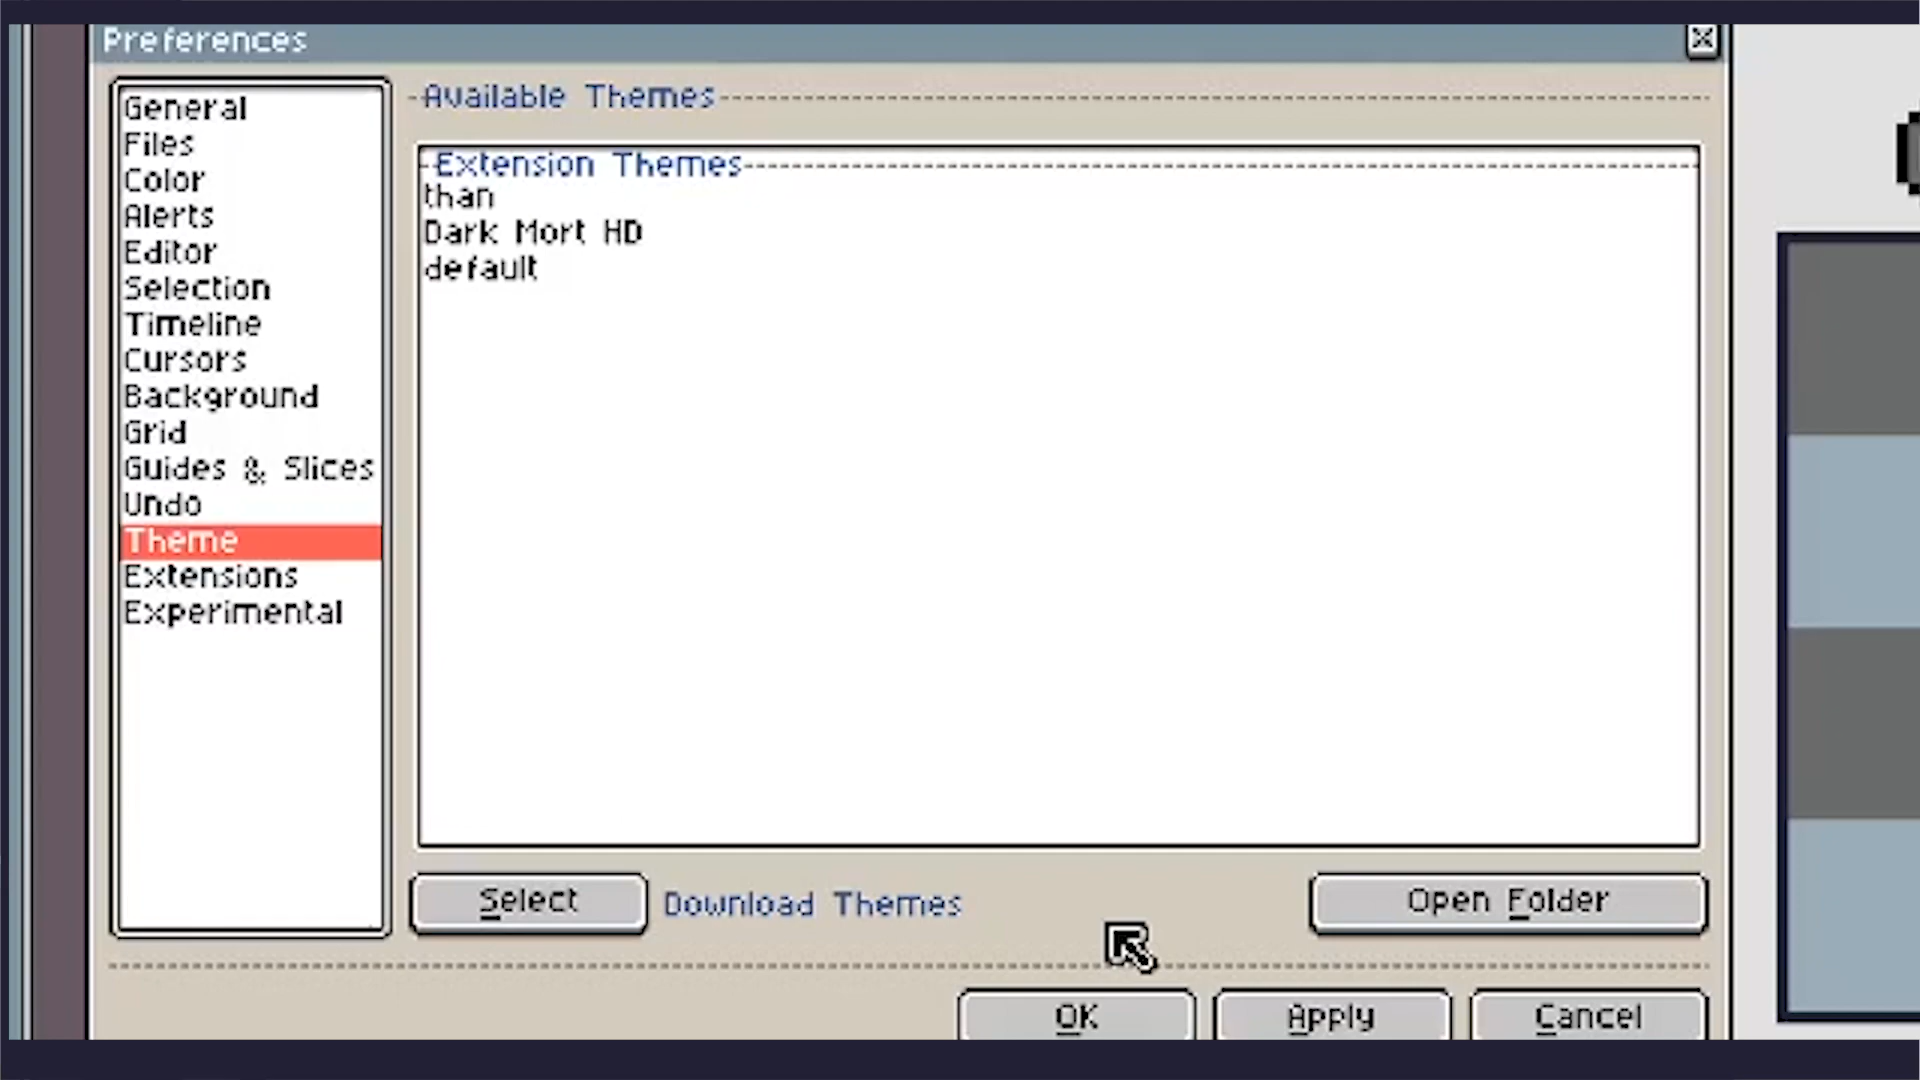 Preferences
General
Files
Color
Alerts
Editor
Selection
Timeline
Cursors
Background
Grid
Guides & Slices
Undo
Theme
Extensions
Experimental
Available Themes
Extension Themes
than
Dark Mort HD
default
Select
Download Themes
Open Folder
OK
Apply
Cancel